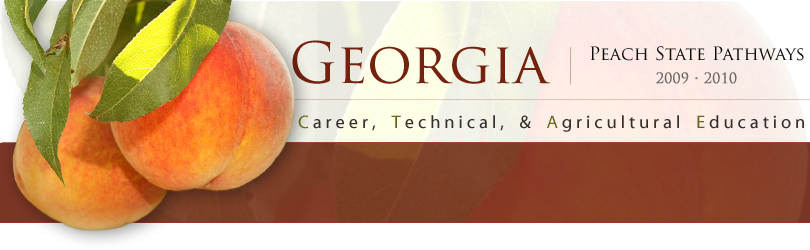 GEORGIA
PEACH STATE PATHWAYS
2009 · 2010
Career, Technical, & Agricultural Education